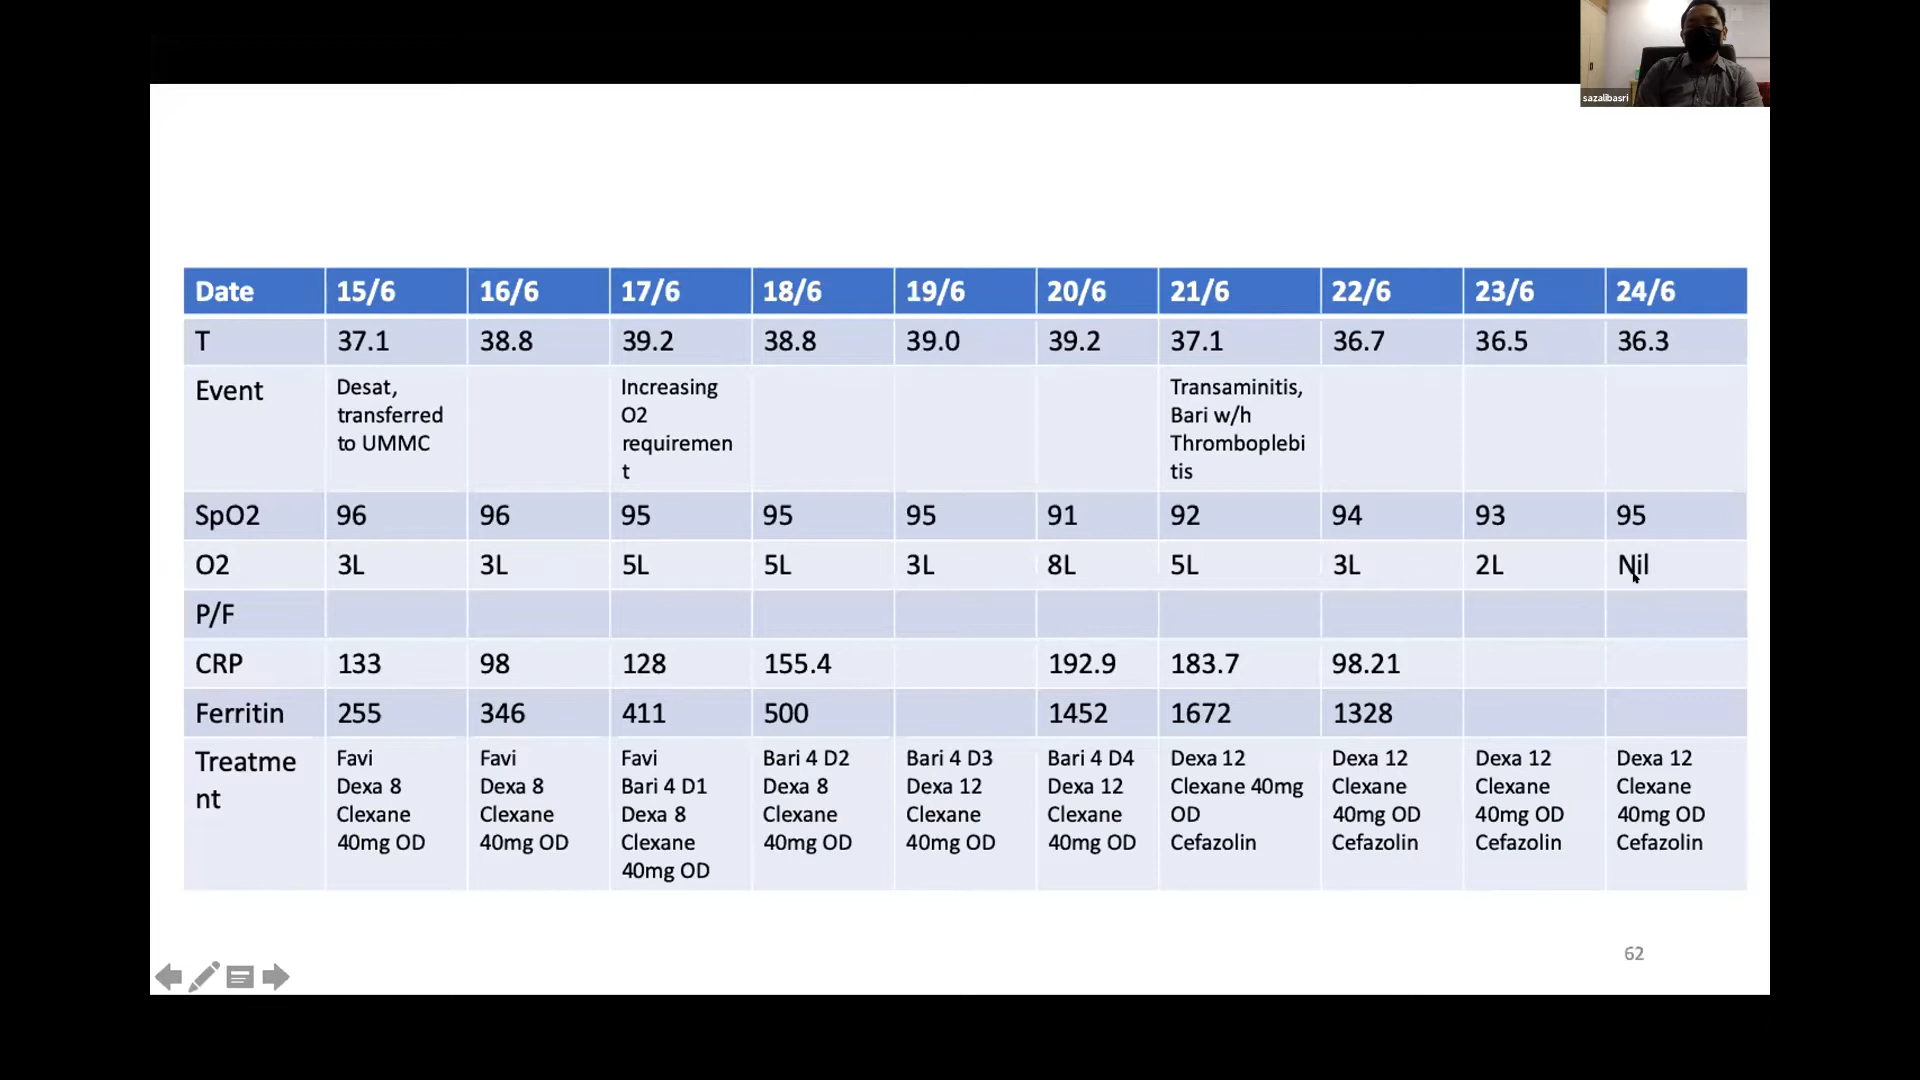 sazalibasri
Date 15/6 16/6 17/6 18/6 19/6 20/6 21/6 22/6 23/6 24/6
T 37.1 38.8 39.2 38.8 39.0 39.2 37.1 36.7 36.5 36.3
Event
Desat,
transferred
to UMMC
Increasing
O2
requiremen
t
Transaminitis,
Bari w/h
Thromboplebi
tis
SpO2 96 96 95 95 95 91 92 94 93 95
O2 3L 3L 5L 5L 3L 8L 5L 3L 2L Nil
P/F
CRP 133 98 128 155.4 192.9 183.7 98.21
Ferritin 255 346 411 500 1452 1672 1328
Treatme
nt
Favi
Dexa 8
Clexane
40mg OD
Favi
Dexa 8
Clexane
40mg OD
Favi
Bari 4 D1
Dexa 8
Clexane
40mg OD
Bari 4 D2
Dexa 8
Clexane
40mg OD
Bari 4 D3
Dexa 12
Clexane
40mg OD
Bari 4 D4
Dexa 12
Clexane
40mg OD
Dexa 12
Clexane 40mg
OD
Cefazolin
Dexa 12
Clexane
40mg OD
Cefazolin
Dexa 12
Clexane
40mg OD
Cefazolin
Dexa 12
Clexane
40mg OD
Cefazolin
62